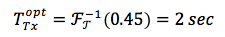 T_{Tx}^{opt} = ℱ_𝒯^{-1}(0.45) = 2 sec